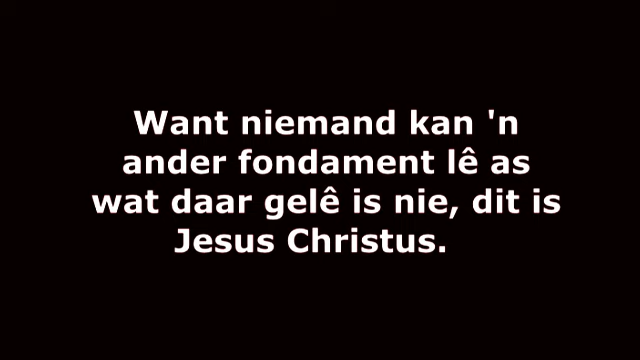 Want niemand kan 'n
ander fondament lê as
wat daar gelê is nie, dit is
Jesus Christus.